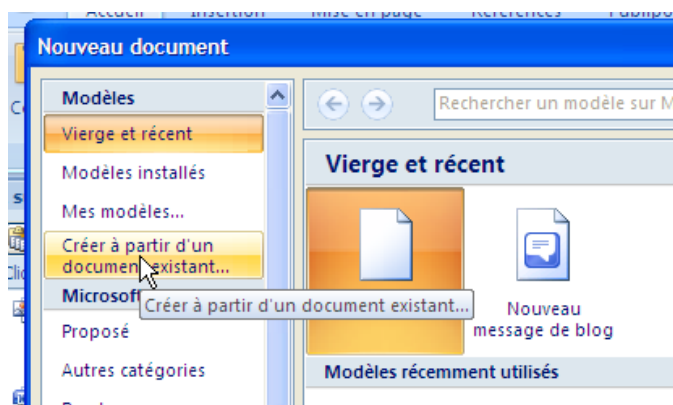 Accueil Insertion Mise en page Références
Nouveau document
Modèles
Rechercher un modèle sur M
Vierge et récent
Vierge et récent
Modèles installés
Mes modèles...
Créer à partir d'un
document existant...
Microsof
Créer à partir d'un document existant...
Nouveau
message de blog
Proposé
Autres catégories
Modèles récemment utilisés